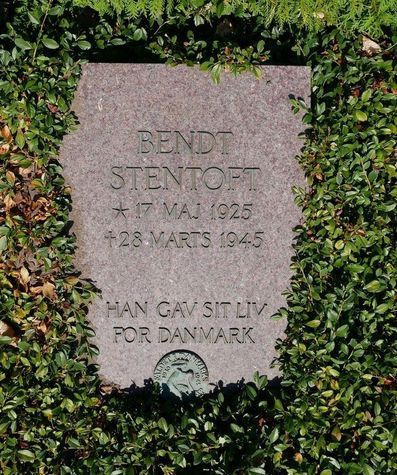 BENDT
STENTOFT
* 17 MAJ 1925
† 28 MARTS 1945
HAN GAV SIT LIV
FOR DANMARK